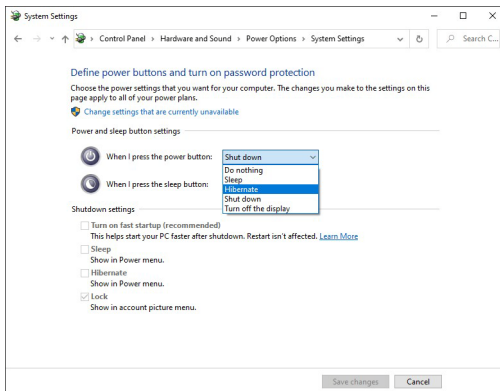 System Settings
Control Panel > Hardware and Sound > Power Options > System Settings
Search C...
Define power buttons and turn on password protection
Choose the power settings that you want for your computer. The changes you make to the settings on this
page apply to all of your power plans.
Change settings that are currently unavailable
Power and sleep button settings
When I press the power button: Shut down
Do nothing
Sleep
When I press the sleep button: Hibernate
Shut down
Turn off the display
Shutdown settings
Turn on fast startup (recommended)
This helps start your PC faster after shutdown. Restart isn't affected. Learn More
Sleep
Show in Power menu.
Hibernate
Show in Power menu.
Lock
Show in account picture menu.
Save changes Cancel